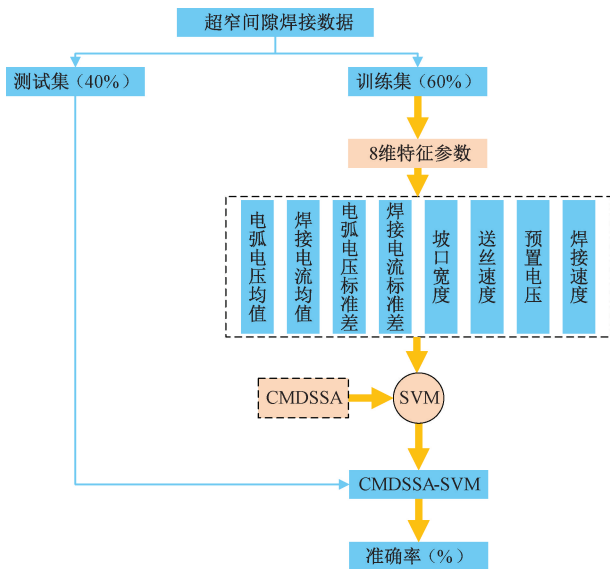 超窄间隙焊接数据
测试集（40%）
训练集（60%）
8维特征参数
电弧电压均值
焊接电流均值
电弧电压标准差
焊接电流标准差
坡口宽度
送丝速度
预置电压
焊接速度
CMDSSA
SVM
CMDSSA-SVM
准确率（%）